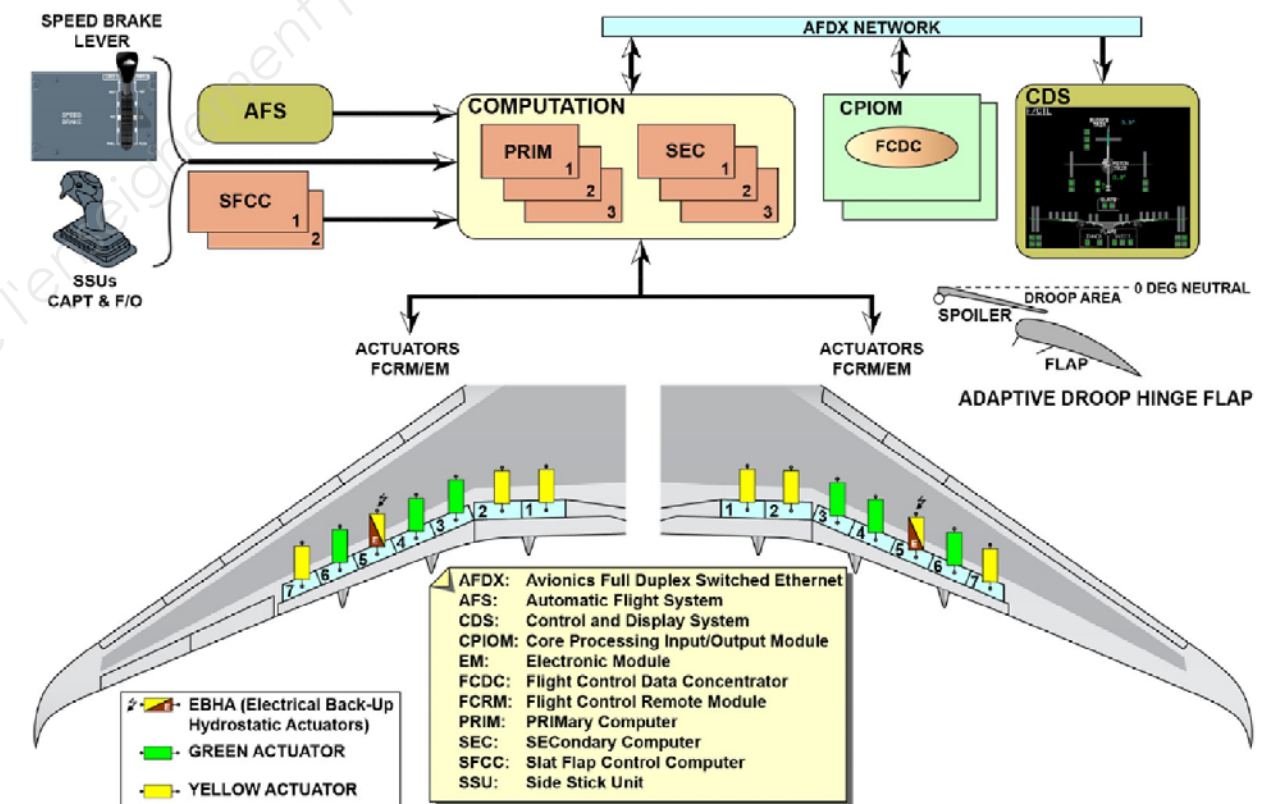 l'enseignement
SPEED BRAKE
LEVER
SPEED
BRAKE
SSUs
CAPT & F/O
AFS
SFCC
1
2
AFDX NETWORK
COMPUTATION
PRIM
1
2
3
SEC
1
2
3
CPIOM
FCDC
CDS
F/CTL
0 DEG NEUTRAL
DROOP AREA
SPOILER
FLAP
ADAPTIVE DROOP HINGE FLAP
ACTUATORS
FCRM/EM
ACTUATORS
FCRM/EM
7 6 5 4 3 2 1
E
1 2 3 4 5 6 7
E
AFDX: Avionics Full Duplex Switched Ethernet
AFS: Automatic Flight System
CDS: Control and Display System
CPIOM: Core Processing Input/Output Module
EM: Electronic Module
FCDC: Flight Control Data Concentrator
FCRM: Flight Control Remote Module
PRIM: PRIMary Computer
SEC: SECondary Computer
SFCC: Slat Flap Control Computer
SSU: Side Stick Unit
EBHA (Electrical Back-Up
Hydrostatic Actuators)
GREEN ACTUATOR
YELLOW ACTUATOR